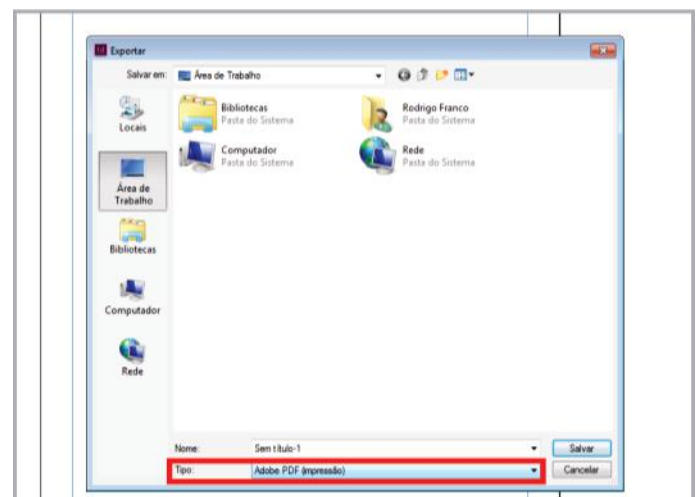 Exportar
Salvar em: Área de Trabalho
Locais
Área de
Trabalho
Bibliotecas
Computador
Rede
Bibliotecas
Pasta do Sistema
Rodrigo Franco
Pasta do Sistema
Computador
Pasta do Sistema
Rede
Pasta do Sistema
Nome: Sem título-1
Salvar
Tipo: Adobe PDF (impressão)
Cancelar